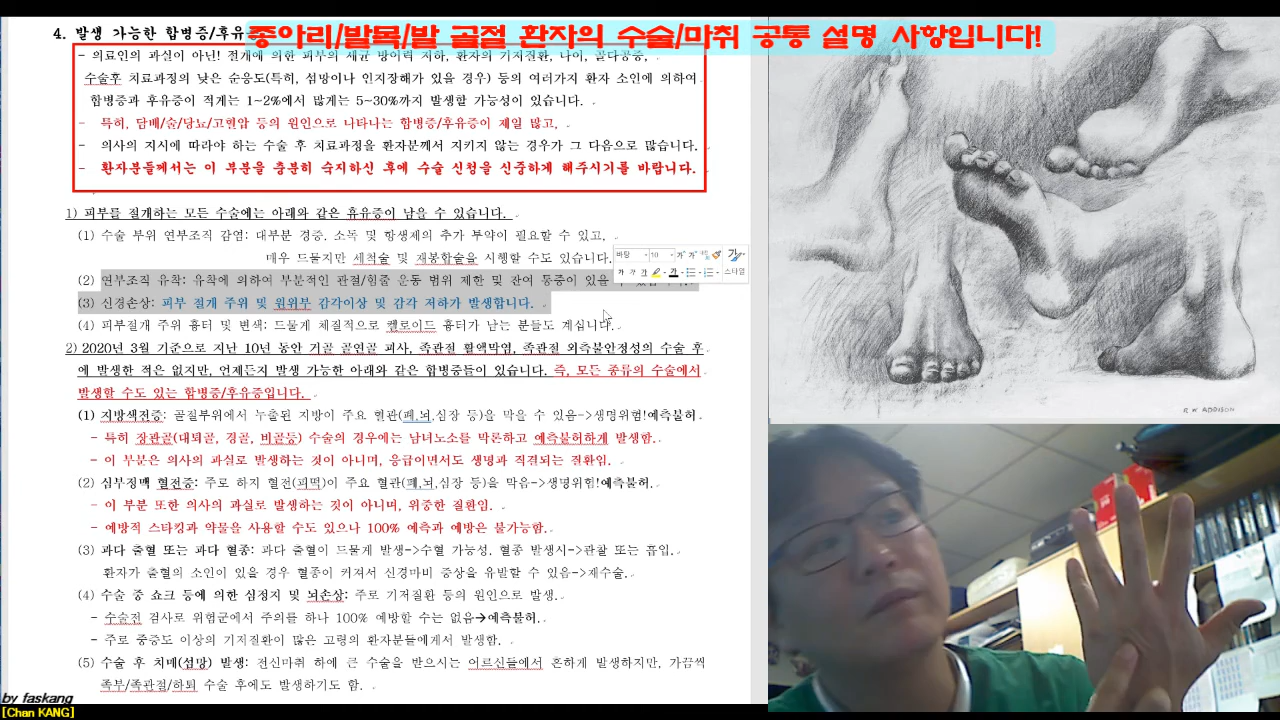 종아리/발목/발 골절 환자의 수술/마취 공통 설명 사항입니다!
4. 발생 가능한 합병증/후유
- 의료인의 과실이 아닌! 절개에 의한 피부의 세균 방어력 저하, 환자의 기저질환, 나이, 골다공증,
수술후 치료과정의 낮은 순응도(특히, 섬망이나 인지장애가 있을 경우) 등의 여러가지 환자 소인에 의하여
합병증과 후유증이 적게는 1~2%에서 많게는 5~30%까지 발생할 가능성이 있습니다.
- 특히, 담배/술/당뇨/고혈압 등의 원인으로 나타나는 합병증/후유증이 제일 많고,
- 의사의 지시에 따라야 하는 수술 후 치료과정을 환자분께서 지키지 않는 경우가 그 다음으로 많습니다.
- 환자분들께서는 이 부분을 충분히 숙지하신 후에 수술 신청을 신중하게 해주시기를 바랍니다.
1) 피부를 절개하는 모든 수술에는 아래와 같은 휴유증이 남을 수 있습니다.
(1) 수술 부위 연부조직 감염: 대부분 경증, 소독 및 항생제의 추가 투약이 필요할 수 있고,
매우 드물지만 세척술 및 재봉합술을 시행할 수도 있습니다.
바탕 10
가 가 가 가 스타일
(2) 연부조직 유착: 유착에 의하여 부분적인 관절/힘줄 운동 범위 제한 및 잔여 통증이 있을
(3) 신경손상: 피부 절개 주위 및 원위부 감각이상 및 감각 저하가 발생합니다.
(4) 피부절개 주위 흉터 및 변색: 드물게 체질적으로 켈로이드 흉터가 남는 분들도 계십니다.
2) 2020년 3월 기준으로 지난 10년 동안 거골 골연골 괴사, 족관절 활액막염, 족관절 외측불안정성의 수술 후
에 발생한 적은 없지만, 언제든지 발생 가능한 아래와 같은 합병증들이 있습니다. 즉, 모든 종류의 수술에서
발생할 수도 있는 합병증/후유증입니다.
(1) 지방색전증: 골절부위에서 누출된 지방이 주요 혈관(폐,뇌,심장 등)을 막을 수 있음->생명위험!예측불허
- 특히 장관골(대퇴골, 경골, 비골등) 수술의 경우에는 남녀노소를 막론하고 예측불허하게 발생함.
- 이 부분은 의사의 과실로 발생하는 것이 아니며, 응급이면서도 생명과 직결되는 질환임.
(2) 심부정맥 혈전증: 주로 하지 혈전(피떡)이 주요 혈관(폐,뇌,심장 등)을 막음->생명위험!예측불허.
- 이 부분 또한 의사의 과실로 발생하는 것이 아니며, 위중한 질환임.
- 예방적 스타킹과 약물을 사용할 수도 있으나 100% 예측과 예방은 불가능함.
(3) 과다 출혈 또는 과다 혈종: 과다 출혈이 드물게 발생->수혈 가능성, 혈종 발생시->관찰 또는 흡입.
환자가 출혈의 소인이 있을 경우 혈종이 커져서 신경마비 증상을 유발할 수 있음->재수술.
(4) 수술 중 쇼크 등에 의한 심정지 및 뇌손상: 주로 기저질환 등의 원인으로 발생.
- 수술전 검사로 위험군에서 주의를 하나 100% 예방할 수는 없음→예측불허.
- 주로 중증도 이상의 기저질환이 많은 고령의 환자분들에게서 발생함.
(5) 수술 후 치매(섬망) 발생: 전신마취 하에 큰 수술을 받으시는 어르신들에서 흔하게 발생하지만, 가끔씩
족부/족관절/하퇴 수술 후에도 발생하기도 함.
by faskang
[Chan KANG]
R W ADDISON